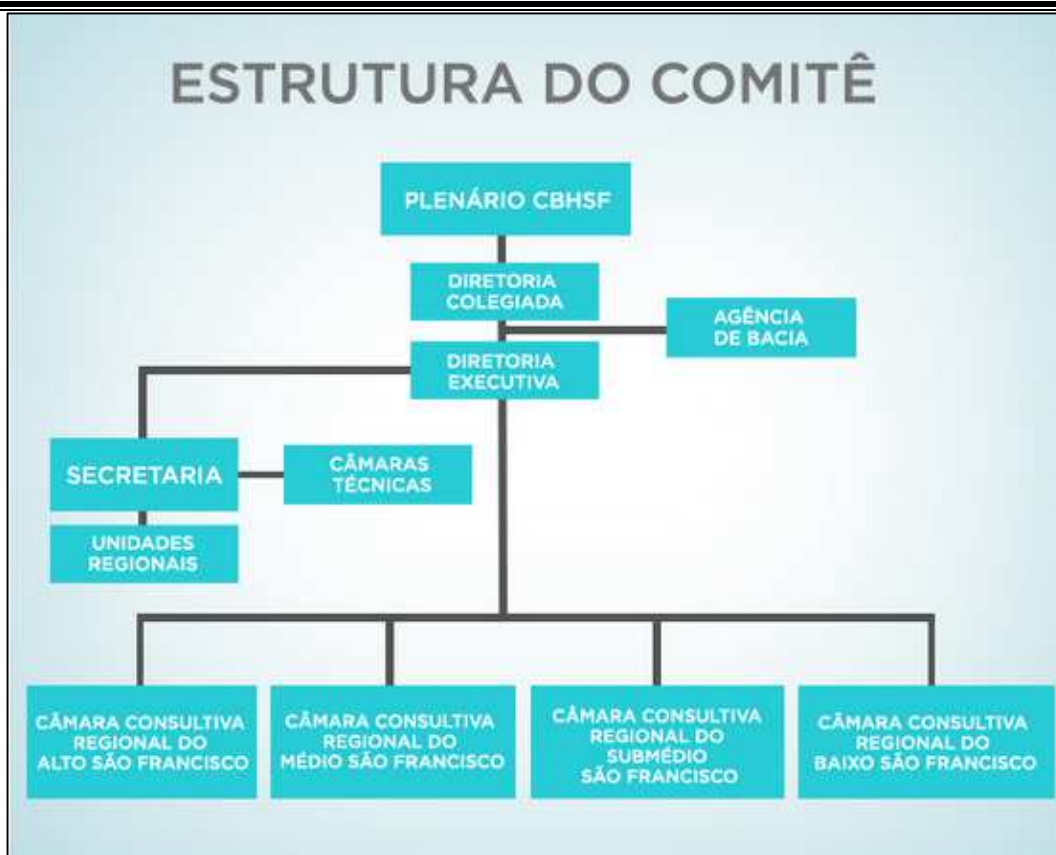 ESTRUTURA DO COMITÊ
PLENÁRIO CBHSF
DIRETORIA
COLEGIADA
AGÊNCIA
DE BACIA
DIRETORIA
EXECUTIVA
SECRETARIA
CÂMARAS
TÉCNICAS
UNIDADES
REGIONAIS
CÂMARA CONSULTIVA
REGIONAL DO
ALTO SÃO FRANCISCO
CÂMARA CONSULTIVA
REGIONAL DO
MÉDIO SÃO FRANCISCO
CÂMARA CONSULTIVA
REGIONAL DO
SUBMÉDIO
SÃO FRANCISCO
CÂMARA CONSULTIVA
REGIONAL DO
BAIXO SÃO FRANCISCO